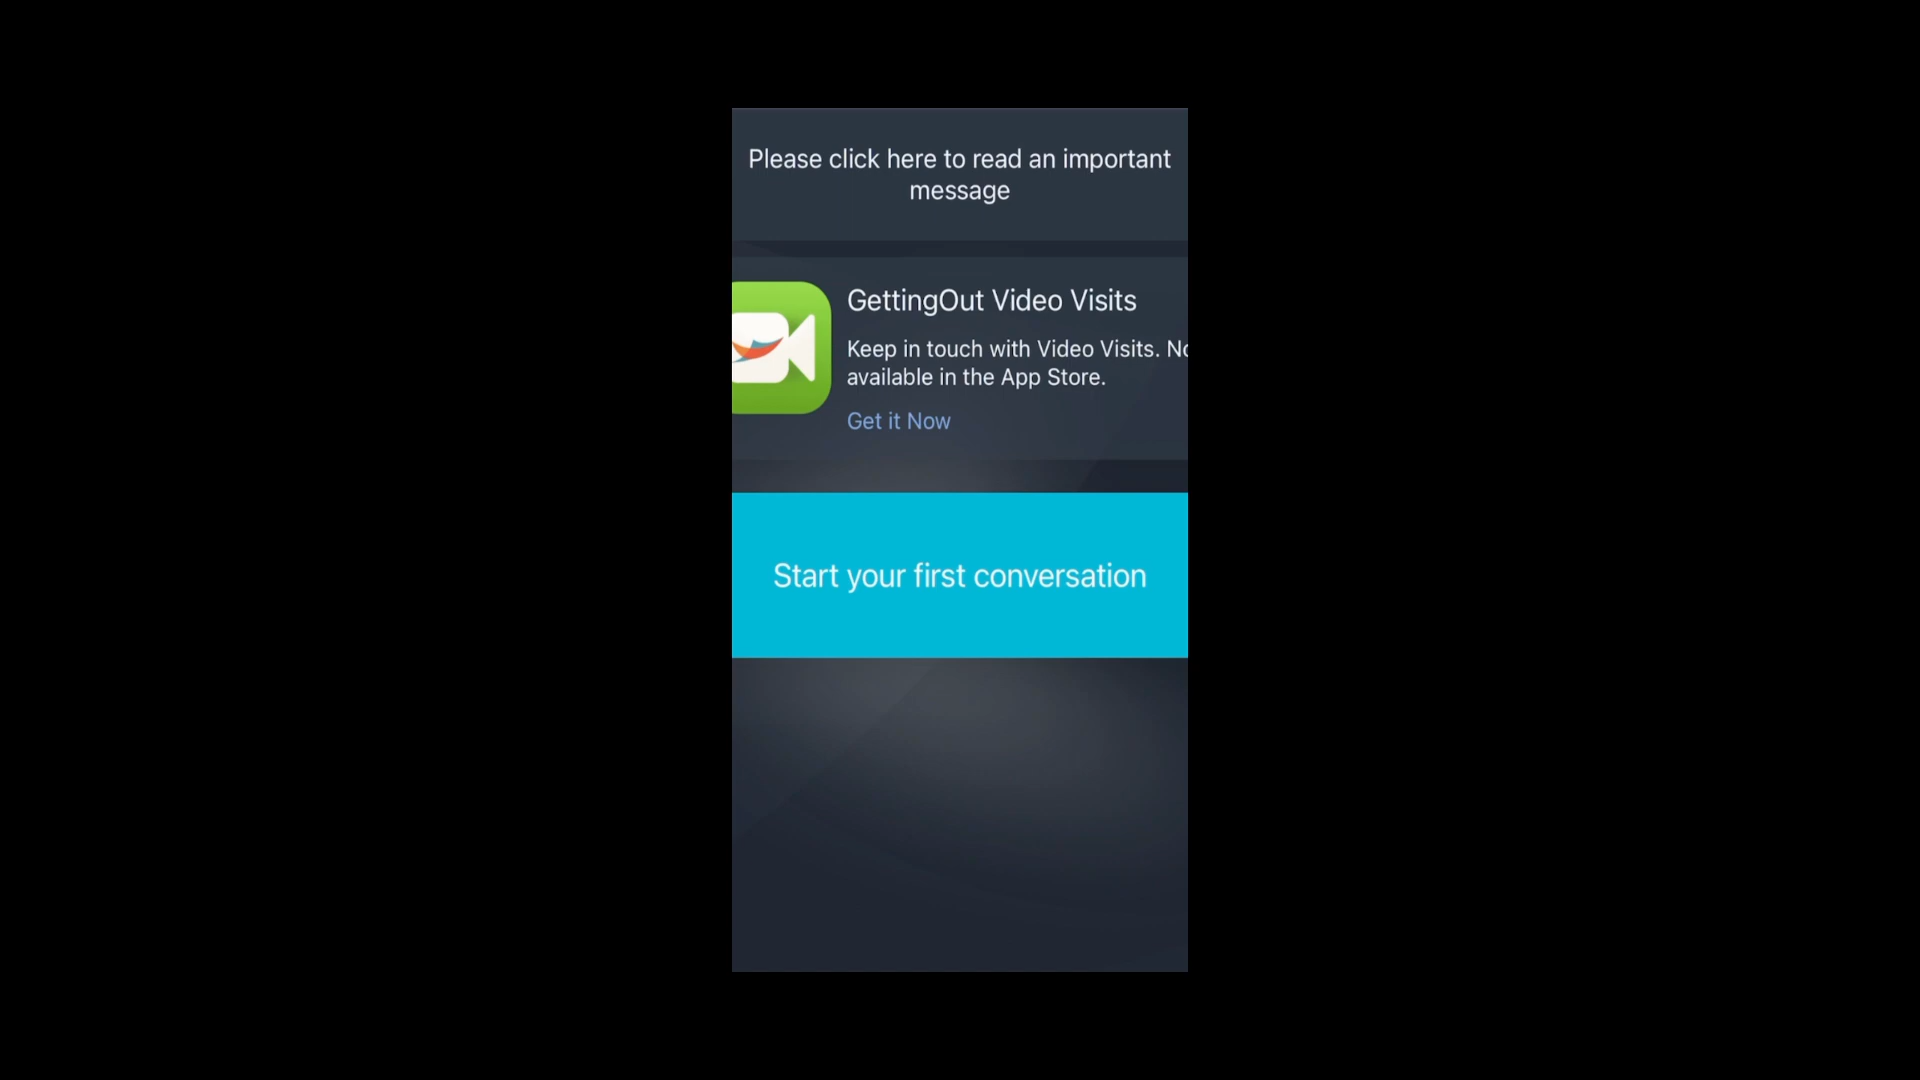 Please click here to read an important
message
GettingOut Video Visits
Keep in touch with Video Visits.
available in the App Store.
Get it Now
Start your first conversation